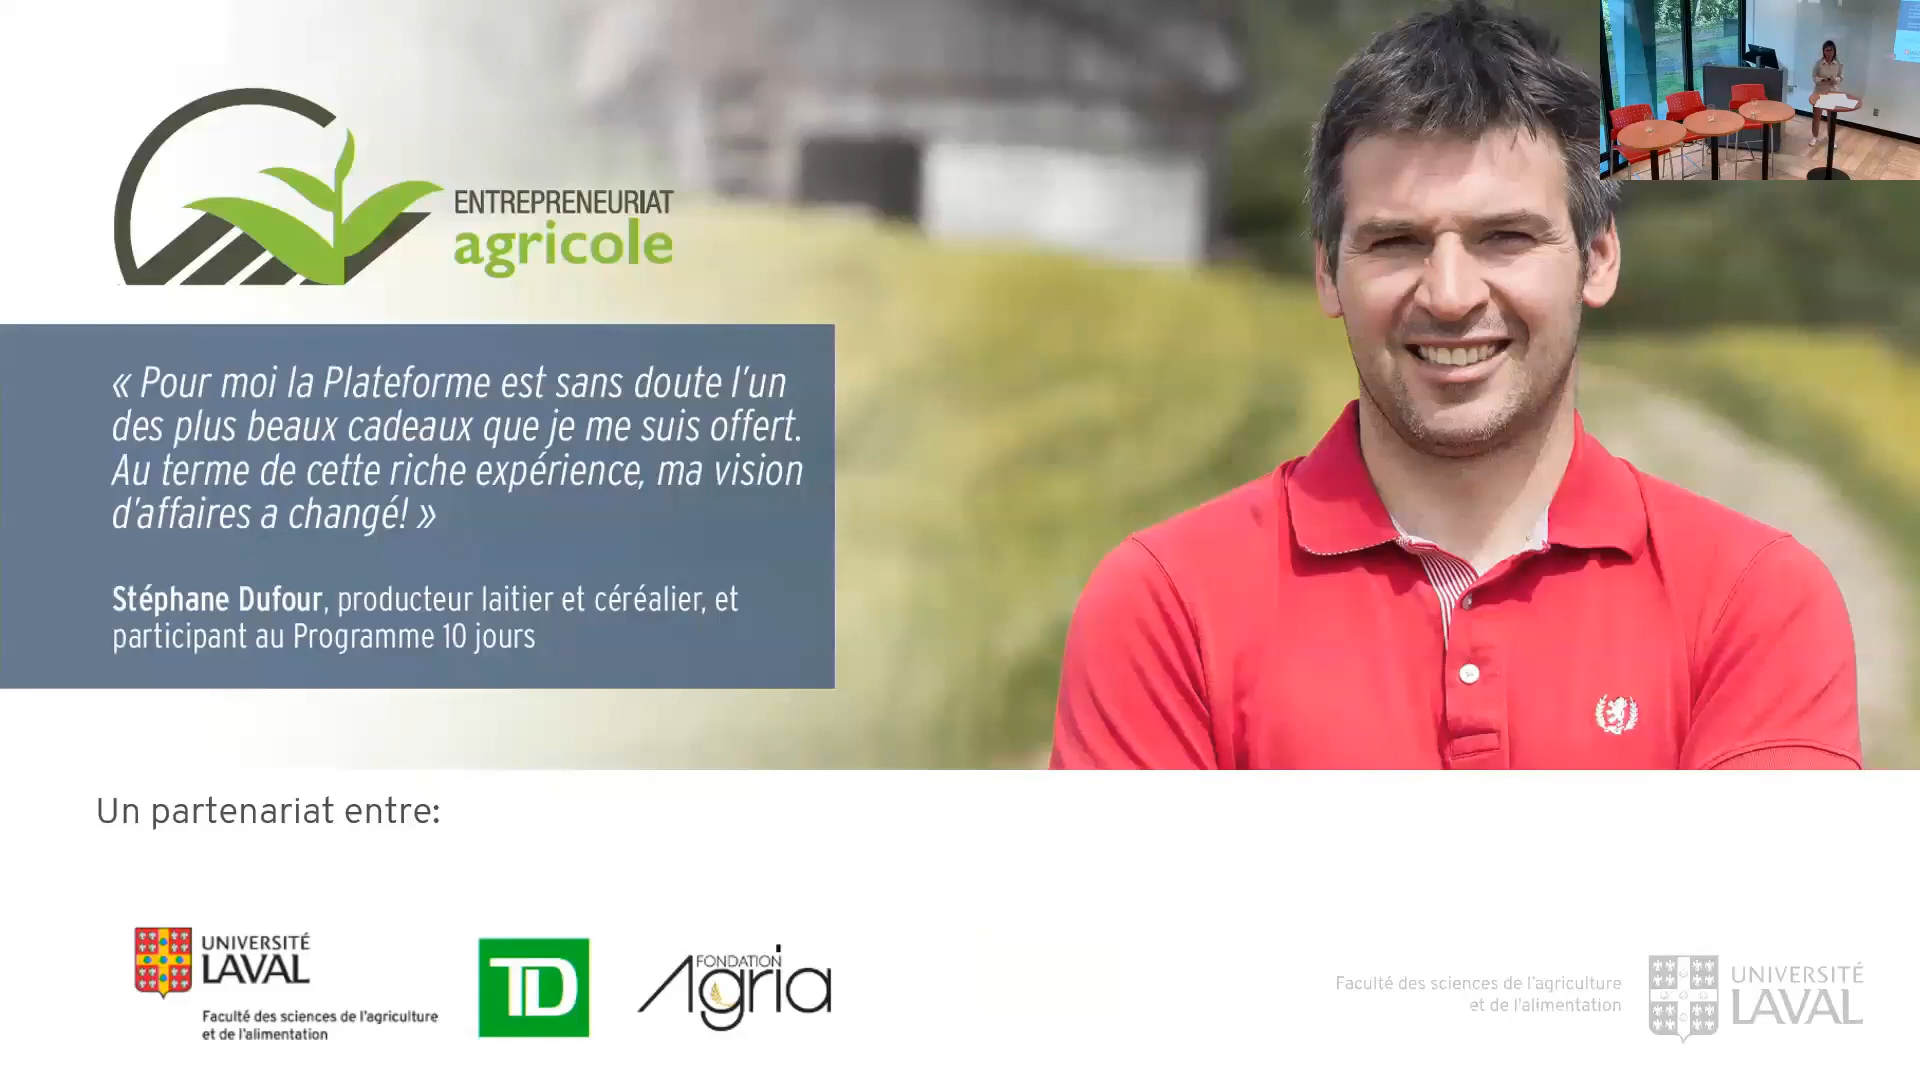 ENTREPRENEURIAT
agricole
« Pour moi la Plateforme est sans doute l'un
des plus beaux cadeaux que je me suis offert.
Au terme de cette riche expérience, ma vision
d'affaires a changé! »
Stéphane Dufour, producteur laitier et céréalier, et
participant au Programme 10 jours
Un partenariat entre:
UNIVERSITÉ
LAVAL
Faculté des sciences de l'agriculture
et de l'alimentation
TD
FONDATION
Agria
Faculté des sciences de l'agriculture
et de l'alimentation
UNIVERSITÉ
LAVAL